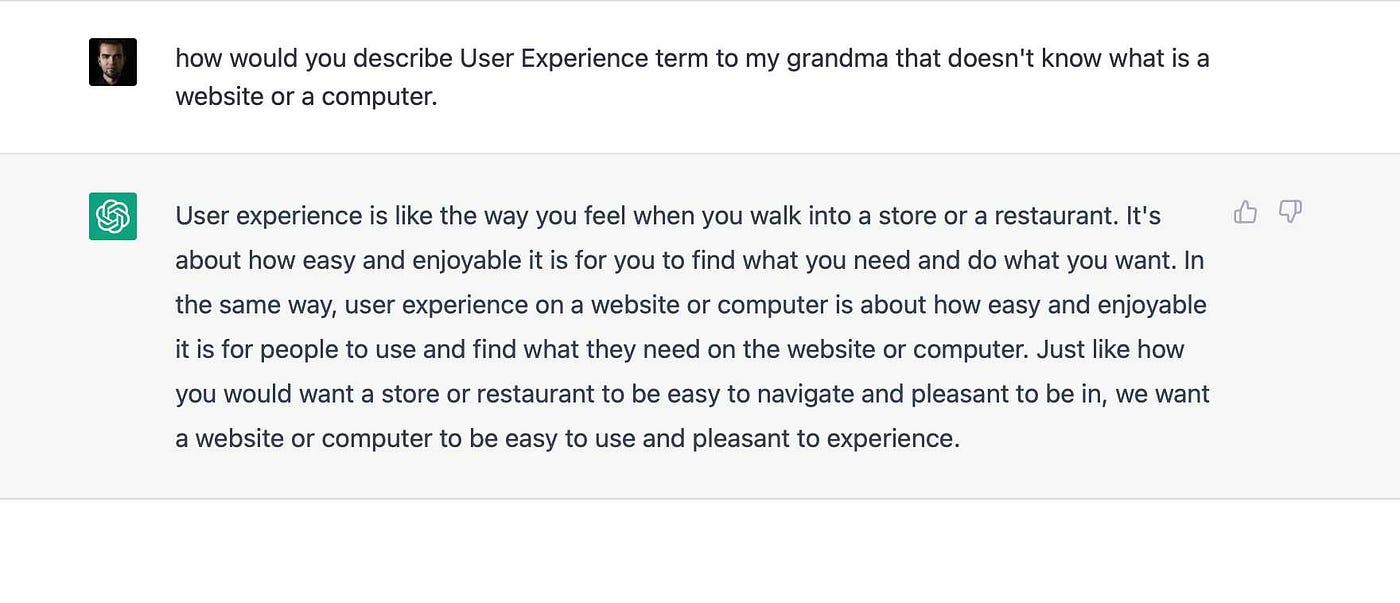 how would you describe User Experience term to my grandma that doesn't know what is a
website or a computer.
User experience is like the way you feel when you walk into a store or a restaurant. It's
about how easy and enjoyable it is for you to find what you need and do what you want. In
the same way, user experience on a website or computer is about how easy and enjoyable
it is for people to use and find what they need on the website or computer. Just like how
you would want a store or restaurant to be easy to navigate and pleasant to be in, we want
a website or computer to be easy to use and pleasant to experience.